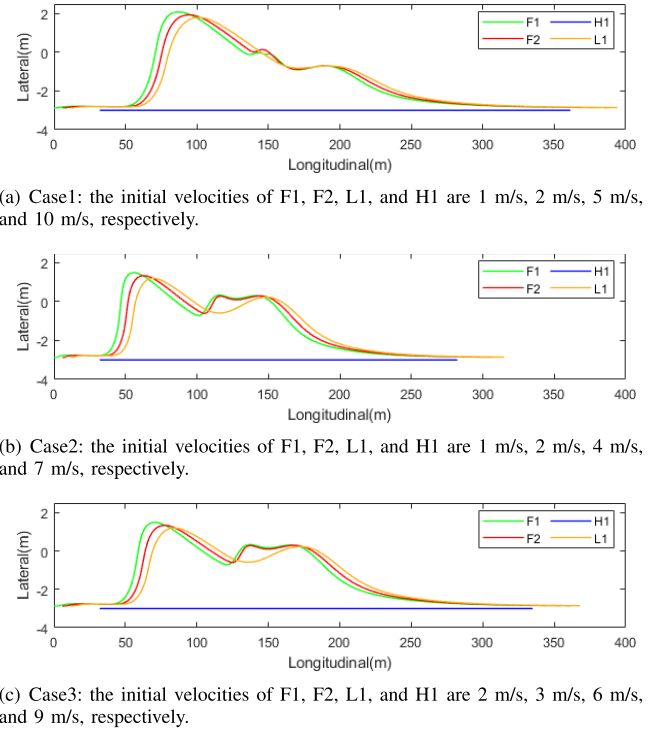 2
0
-2
-4
Lateral(m)
F1 H1
F2 L1
0 50 100 150 200 250 300 350 400
Longitudinal(m)
(a) Case1: the initial velocities of F1, F2, L1, and H1 are 1 m/s, 2 m/s, 5 m/s,
and 10 m/s, respectively.
2
0
-2
-4
Lateral(m)
F1 H1
F2 L1
0 50 100 150 200 250 300 350 400
Longitudinal(m)
(b) Case2: the initial velocities of F1, F2, L1, and H1 are 1 m/s, 2 m/s, 4 m/s,
and 7 m/s, respectively.
2
0
-2
-4
Lateral(m)
F1 H1
F2 L1
0 50 100 150 200 250 300 350 400
Longitudinal(m)
(c) Case3: the initial velocities of F1, F2, L1, and H1 are 2 m/s, 3 m/s, 6 m/s,
and 9 m/s, respectively.